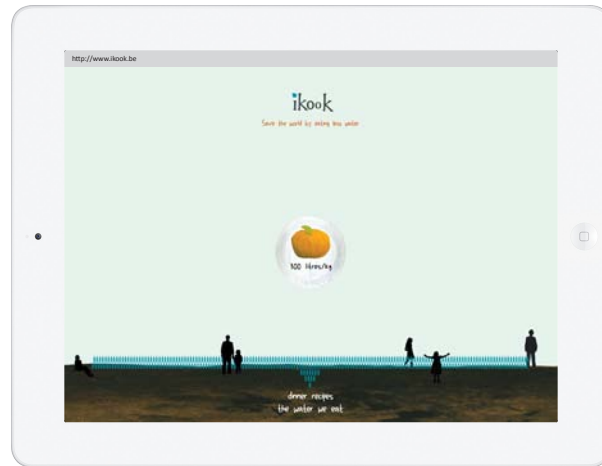 http://www.ikook.be
ikook
Save the world by eating less water
300 litres/kg
dinner recipes
the water we eat